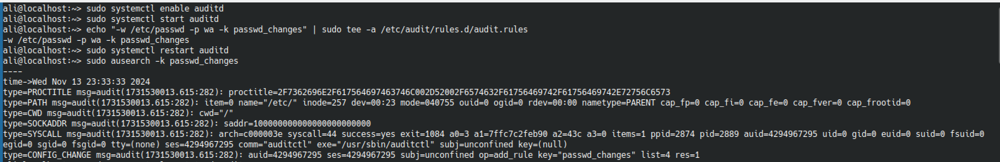 ali@localhost:~> sudo systemctl enable auditd
ali@localhost:~> sudo systemctl start auditd
ali@localhost:~> echo "-w /etc/passwd -p wa -k passwd_changes" | sudo tee -a /etc/audit/rules.d/audit.rules
-w /etc/passwd -p wa -k passwd_changes
ali@localhost:~> sudo systemctl restart auditd
ali@localhost:~> sudo ausearch -k passwd_changes
----
time->Wed Nov 13 23:33:33 2024
type=PROCTITLE msg=audit(1731530013.615:282): proctitle=2F7362696E2F617564697463746C002D52002F6574632F61756469742F61756469742E72756C6573
type=PATH msg=audit(1731530013.615:282): item=0 name="/etc/" inode=257 dev=00:23 mode=040755 ouid=0 ogid=0 rdev=00:00 nametype=PARENT cap_fp=0 cap_fi=0 cap_fe=0 cap_fver=0 cap_frootid=0
type=CWD msg=audit(1731530013.615:282): cwd="/"
type=SOCKADDR msg=audit(1731530013.615:282): saddr=100000000000000000000000
type=SYSCALL msg=audit(1731530013.615:282): arch=c000003e syscall=44 success=yes exit=1084 a0=3 a1=7ffc7c2feb90 a2=43c a3=0 items=1 ppid=2874 pid=2889 auid=4294967295 uid=0 gid=0 euid=0 suid=0 fsuid=0
egid=0 sgid=0 fsgid=0 tty=(none) ses=4294967295 comm="auditctl" exe="/usr/sbin/auditctl" subj=unconfined key=(null)
type=CONFIG_CHANGE msg=audit(1731530013.615:282): auid=4294967295 ses=4294967295 subj=unconfined op=add_rule key="passwd_changes" list=4 res=1